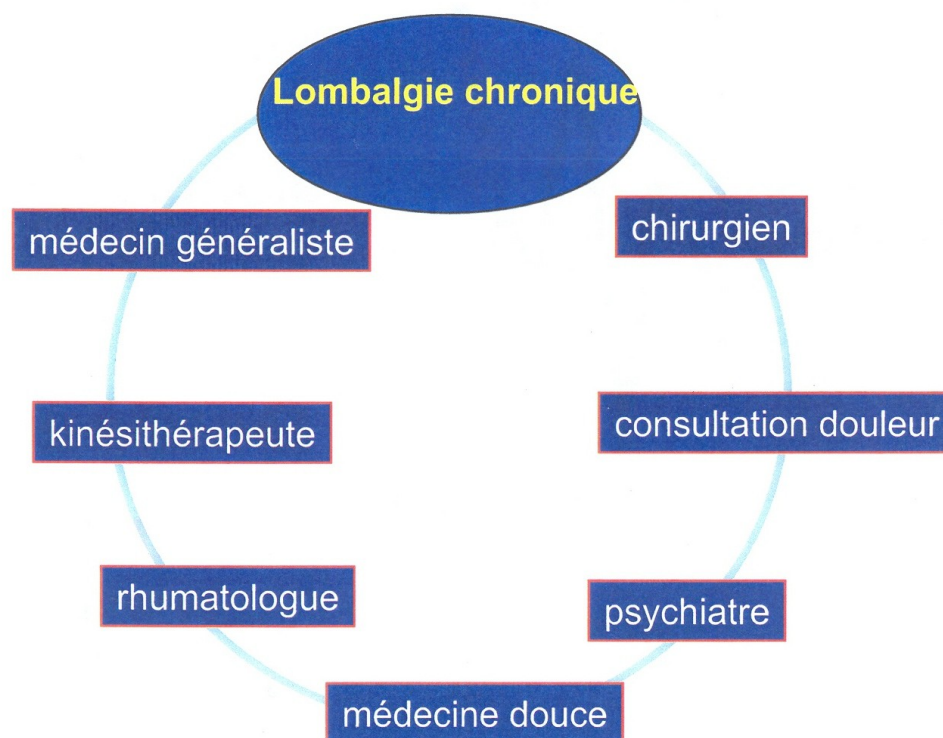 Lombalgie chronique
médecin généraliste
chirurgien
kinésithérapeute
consultation douleur
rhumatologue
psychiatre
médecine douce